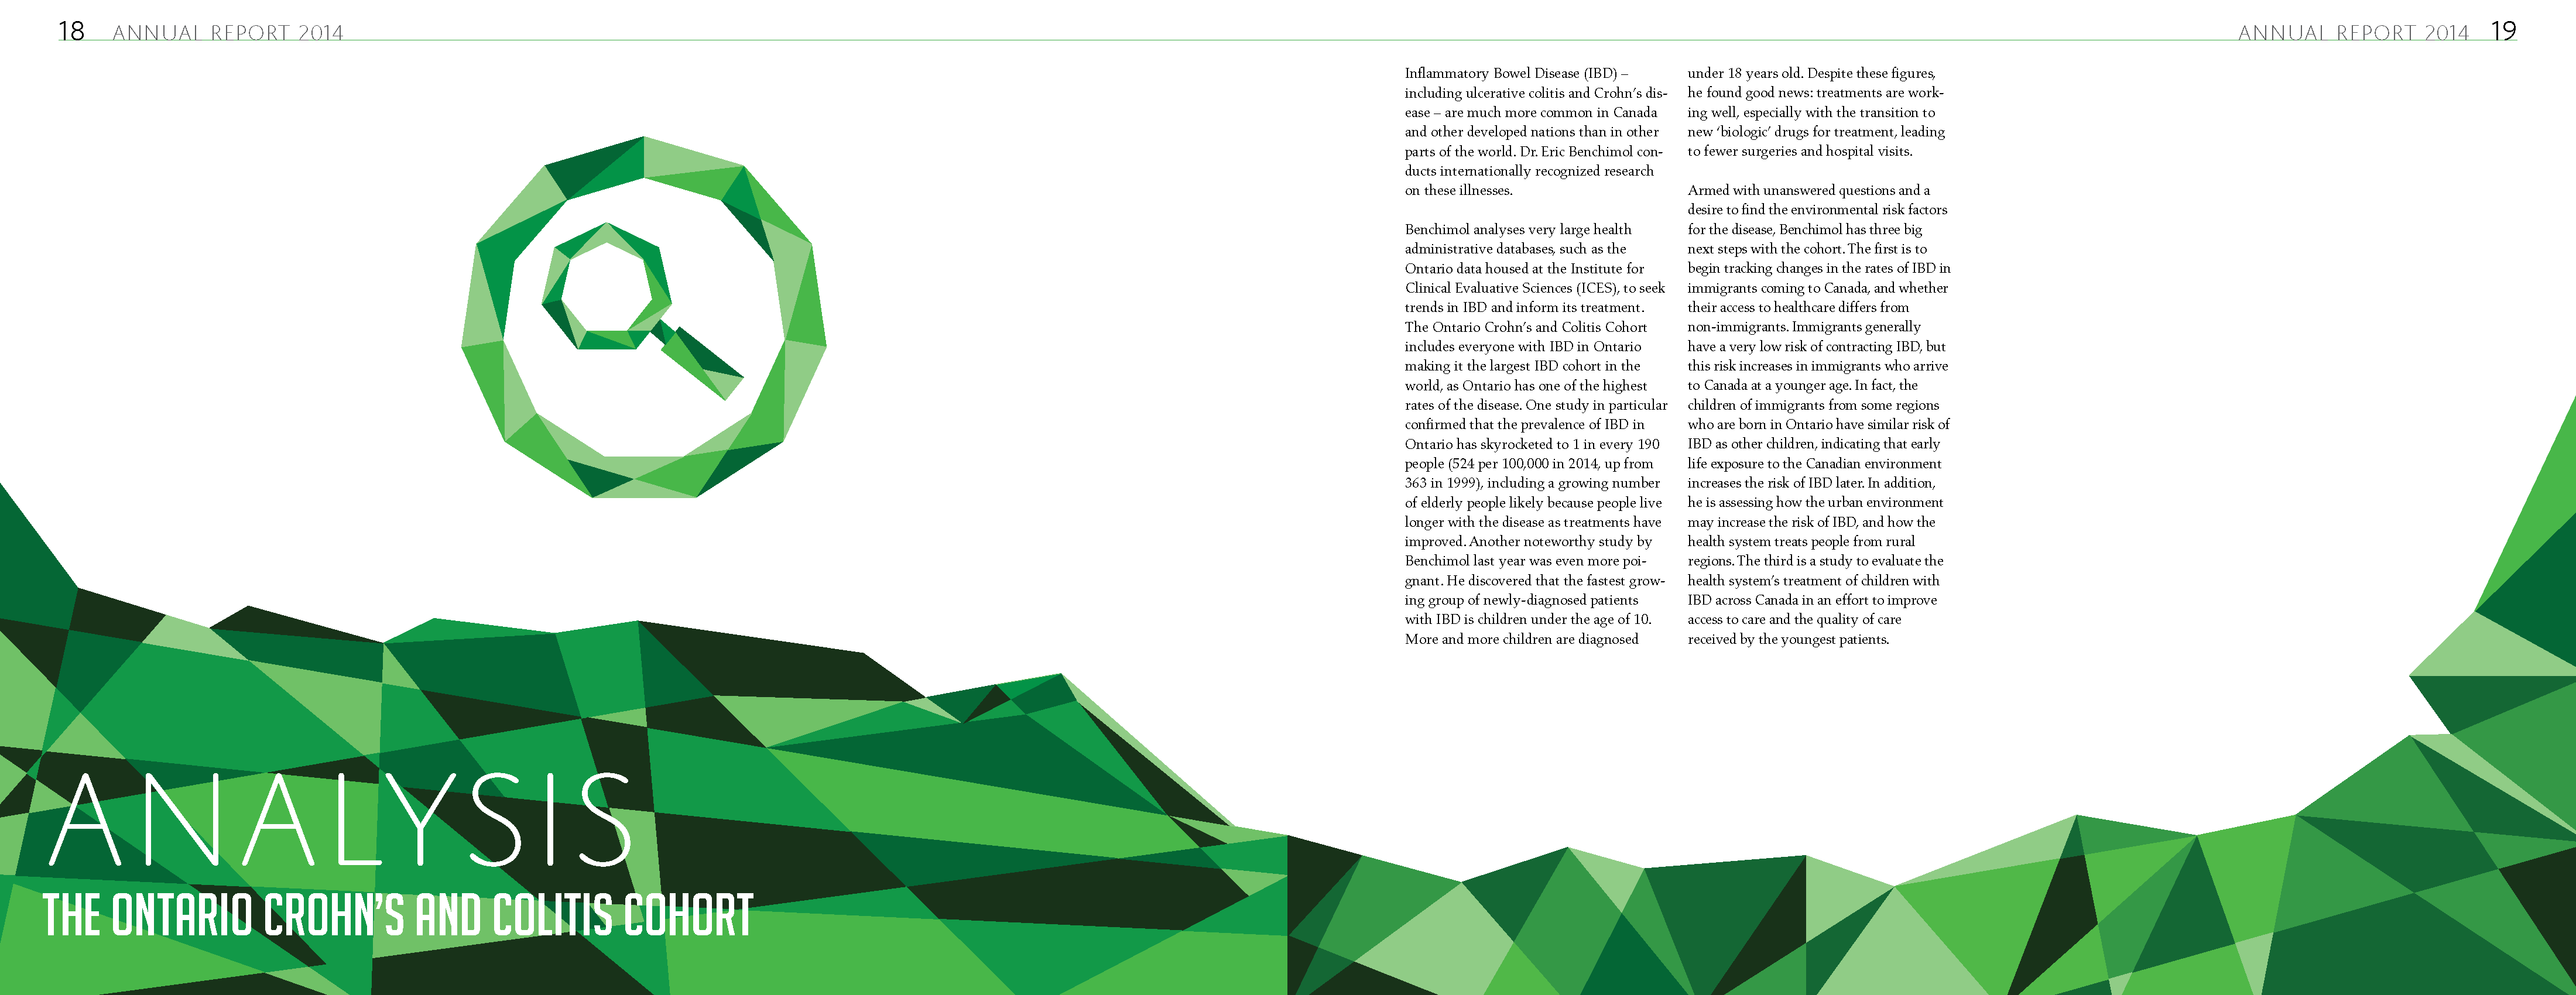 18 ANNUAL REPORT 2014
ANALYSIS
THE ONTARIO CROHN'S AND COLITIS COHORT
ANNUAL REPORT 2014 19
Inflammatory Bowel Disease (IBD) –
including ulcerative colitis and Crohn's dis-
ease – are much more common in Canada
and other developed nations than in other
parts of the world. Dr. Eric Benchimol con-
ducts internationally recognized research
on these illnesses.
Benchimol analyses very large health
administrative databases, such as the
Ontario data housed at the Institute for
Clinical Evaluative Sciences (ICES), to seek
trends in IBD and inform its treatment.
The Ontario Crohn's and Colitis Cohort
includes everyone with IBD in Ontario
making it the largest IBD cohort in the
world, as Ontario has one of the highest
rates of the disease. One study in particular
confirmed that the prevalence of IBD in
Ontario has skyrocketed to 1 in every 190
people (524 per 100,000 in 2014, up from
363 in 1999), including a growing number
of elderly people likely because people live
longer with the disease as treatments have
improved. Another noteworthy study by
Benchimol last year was even more poi-
gnant. He discovered that the fastest grow-
ing group of newly-diagnosed patients
with IBD is children under the age of 10.
More and more children are diagnosed
under 18 years old. Despite these figures,
he found good news: treatments are work-
ing well, especially with the transition to
new 'biologic' drugs for treatment, leading
to fewer surgeries and hospital visits.
Armed with unanswered questions and a
desire to find the environmental risk factors
for the disease, Benchimol has three big
next steps with the cohort. The first is to
begin tracking changes in the rates of IBD in
immigrants coming to Canada, and whether
their access to healthcare differs from
non-immigrants. Immigrants generally
have a very low risk of contracting IBD, but
this risk increases in immigrants who arrive
to Canada at a younger age. In fact, the
children of immigrants from some regions
who are born in Ontario have similar risk of
IBD as other children, indicating that early
life exposure to the Canadian environment
increases the risk of IBD later. In addition,
he is assessing how the urban environment
may increase the risk of IBD, and how the
health system treats people from rural
regions. The third is a study to evaluate the
health system's treatment of children with
IBD across Canada in an effort to improve
access to care and the quality of care
received by the youngest patients.